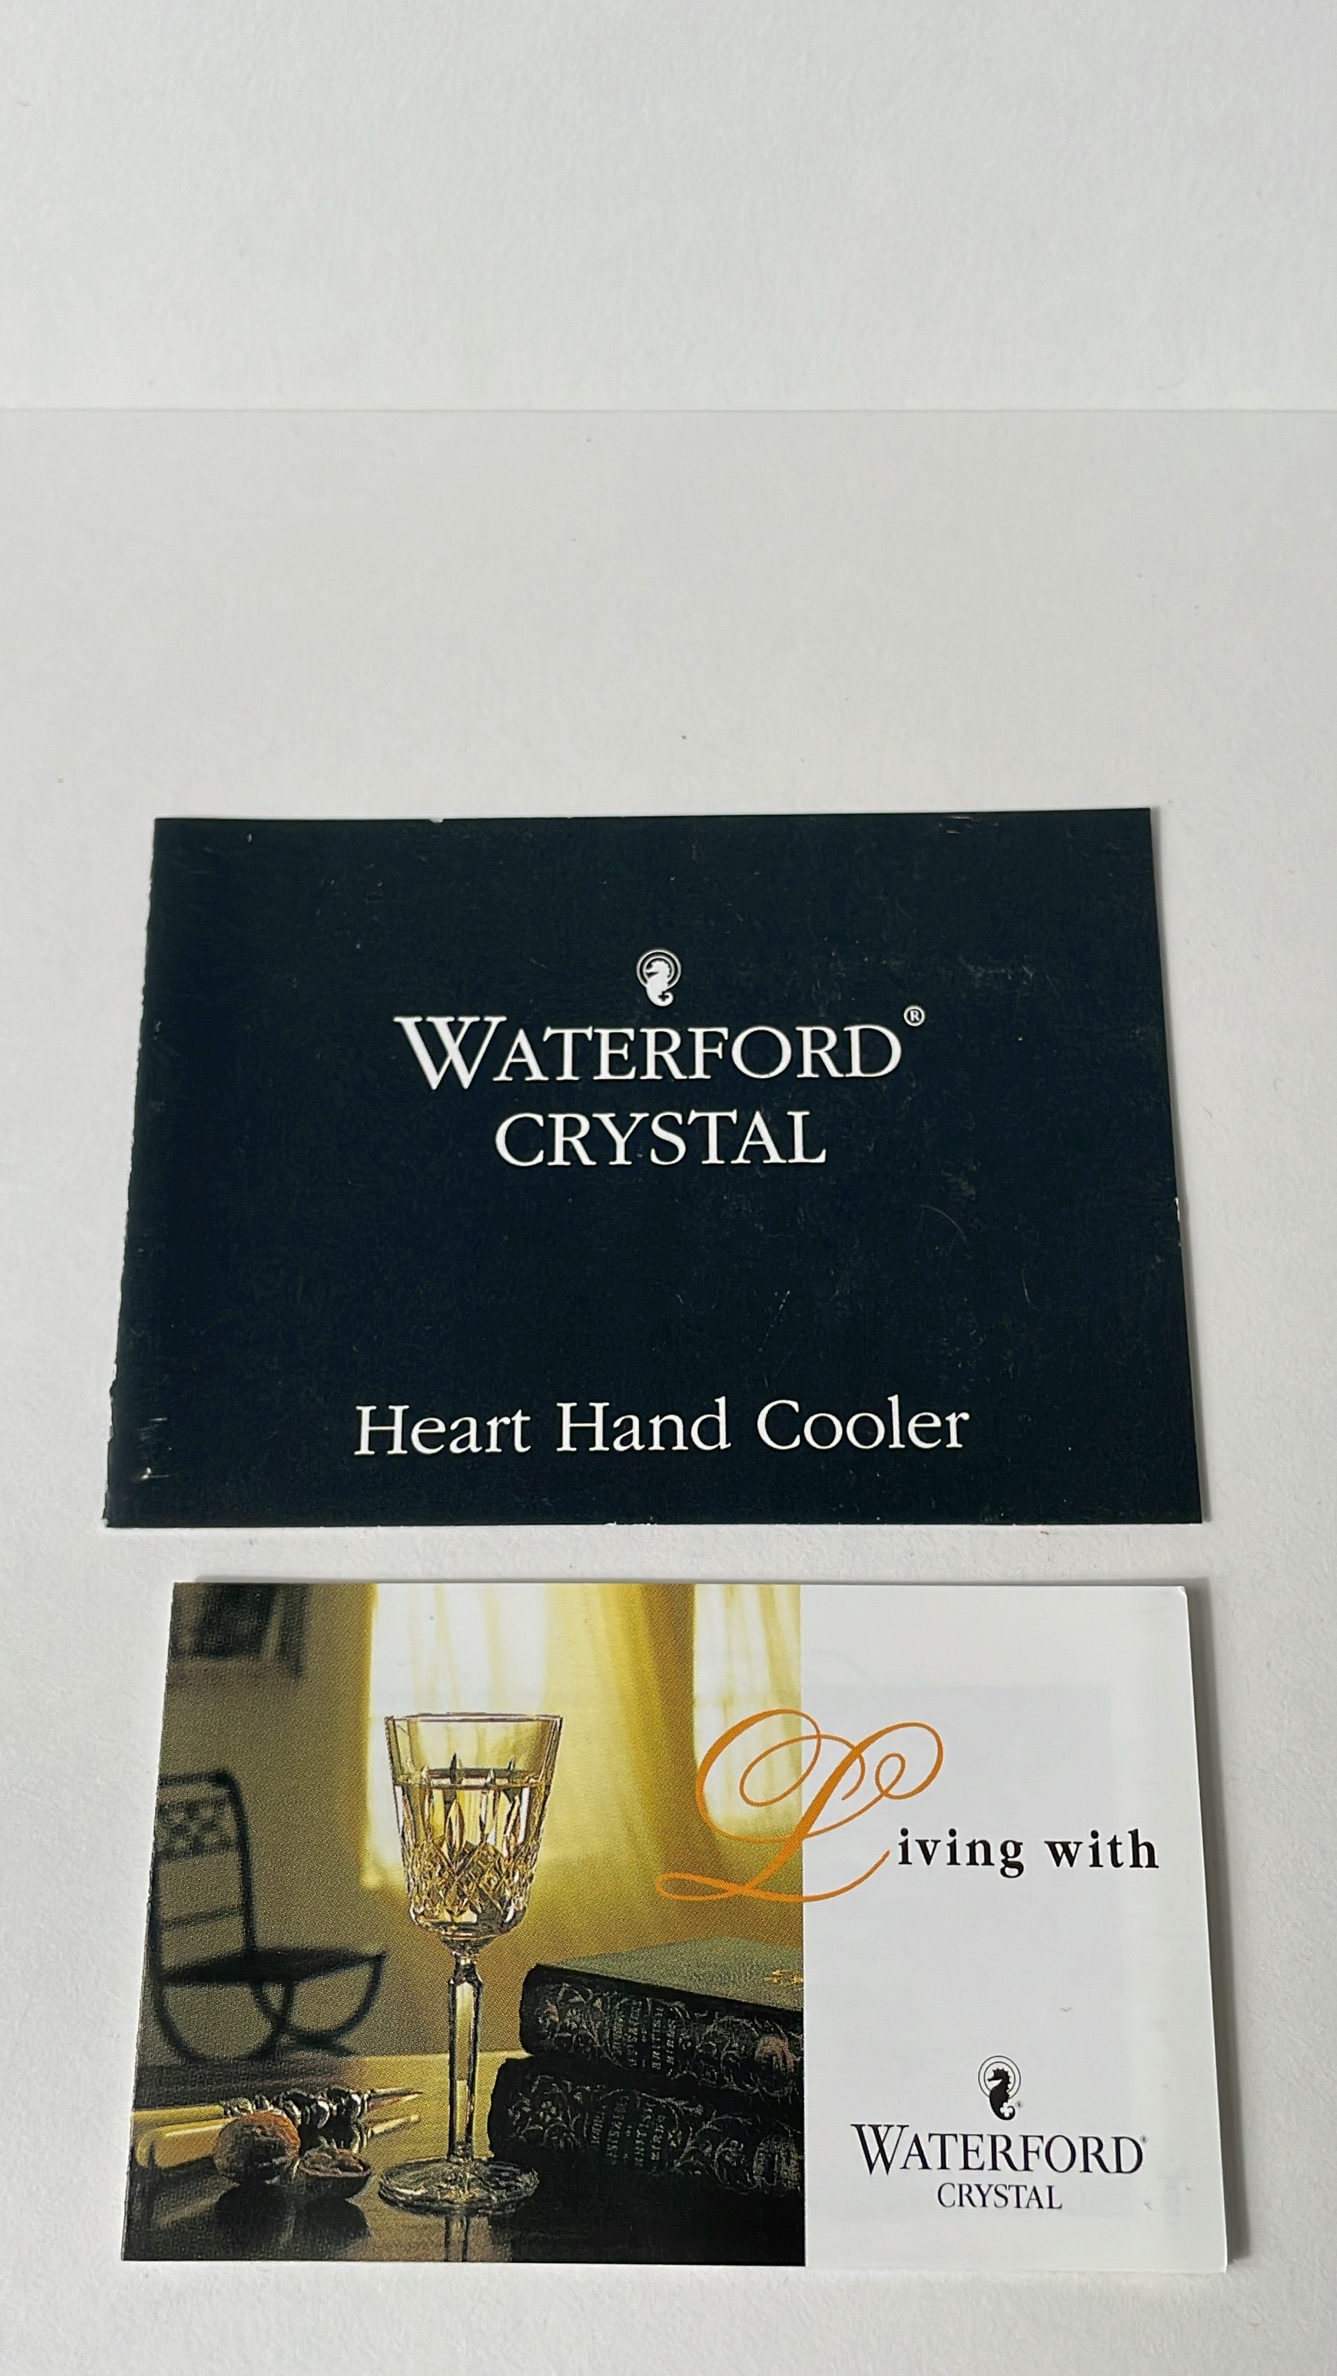 WATERFORD®
CRYSTAL
Heart Hand Cooler
Living with
WATERFORD®
CRYSTAL